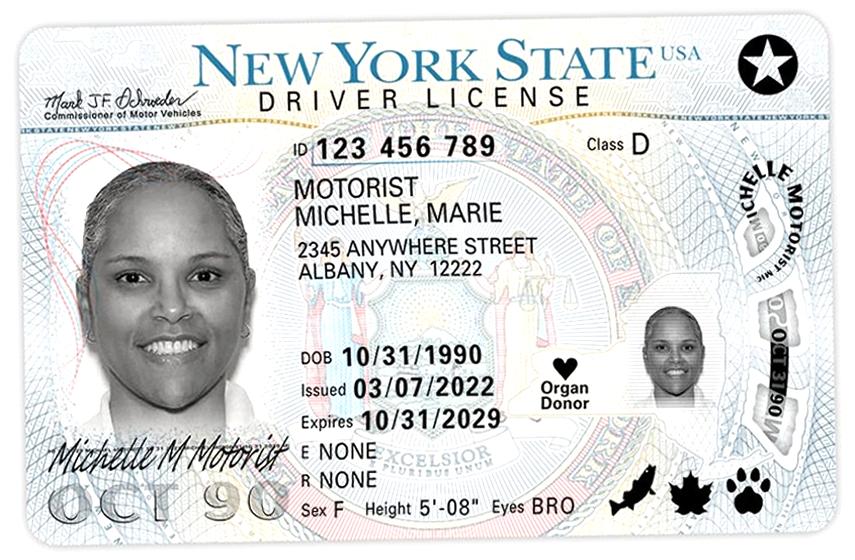 NEW YORK STATE USA
DRIVER LICENSE
Mark J.F. Schroeder
Commissioner of Motor Vehicles
ID 123 456 789
Class D
MOTORIST
MICHELLE, MARIE
2345 ANYWHERE STREET
ALBANY, NY 12222
DOB 10/31/1990
Issued 03/07/2022
Expires 10/31/2029
E NONE
R NONE
Sex F Height 5'-08" Eyes BRO
Organ
Donor
Michelle M Motorist
OCT 90
EXCELSIOR
E PLURIBUS UNUM
MICHELLE MOTORIST MIC
OCT 31 90